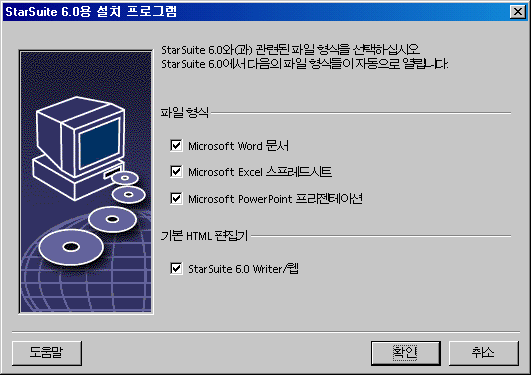 StarSuite 6.0용 설치 프로그램
StarSuite 6.0와(과) 관련된 파일 형식을 선택하십시오
StarSuite 6.0에서 다음의 파일 형식들이 자동으로 열립니다:
파일 형식
Microsoft Word 문서
Microsoft Excel 스프레드시트
Microsoft PowerPoint 프리젠테이션
기본 HTML 편집기
StarSuite 6.0 Writer/웹
도움말
확인
취소